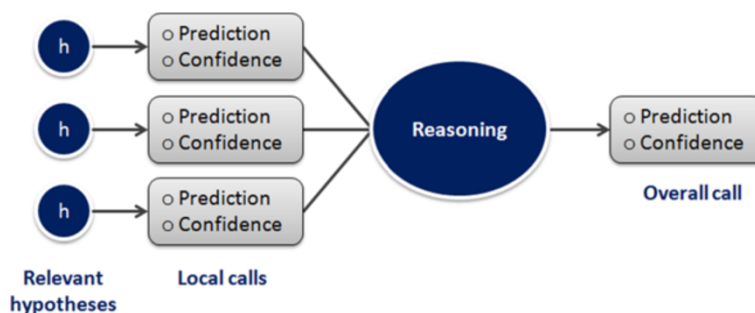 h
○ Prediction
○ Confidence
h
○ Prediction
○ Confidence
h
○ Prediction
○ Confidence
Reasoning
○ Prediction
○ Confidence
Overall call
Relevant
hypotheses
Local calls